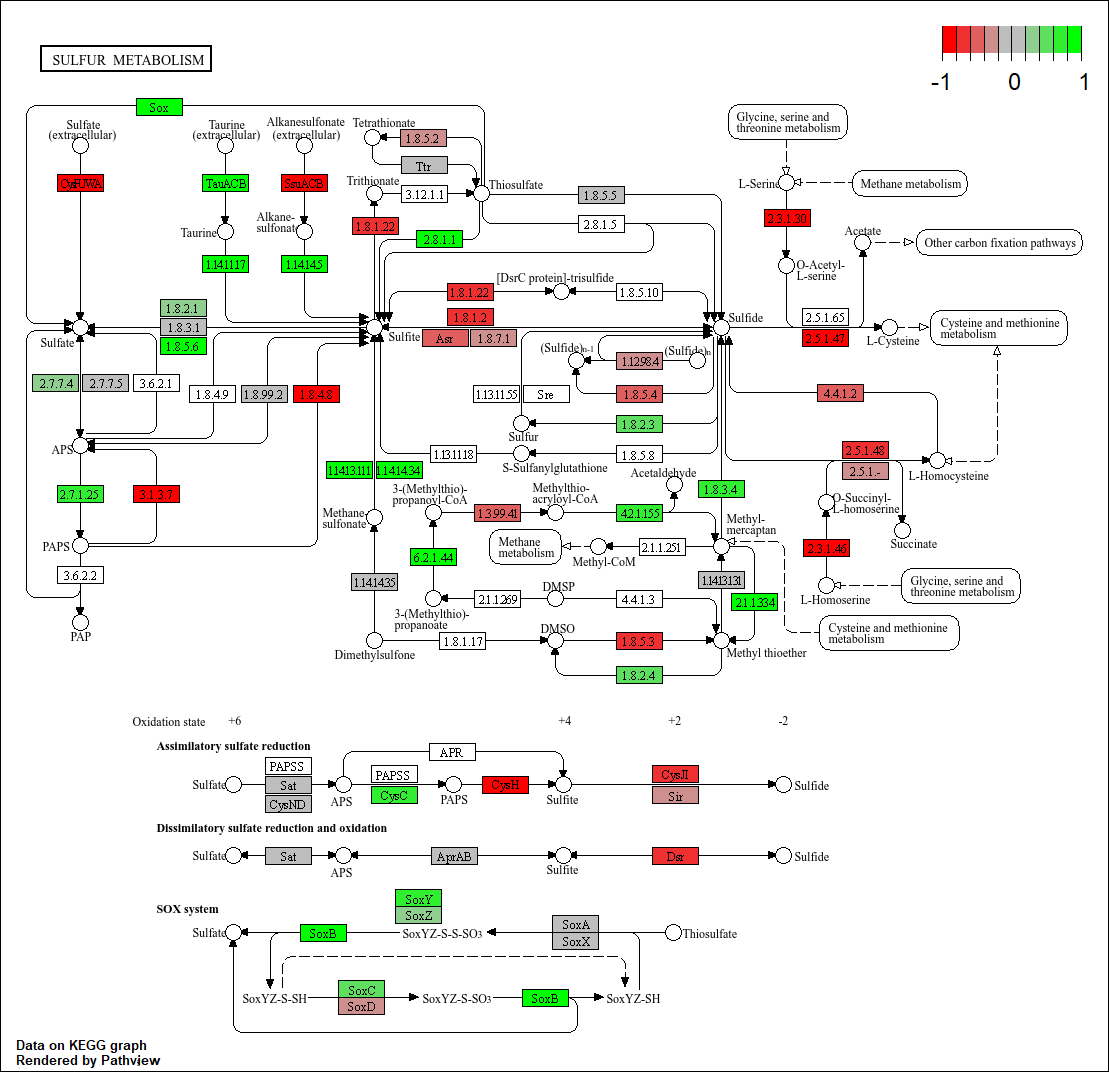 SULFUR METABOLISM
-1 0 1
Sox
Sulfate
(extracellular)
Taurine
(extracellular)
Alkanesulfonate
(extracellular)
Tetrathionate
1.8.5.2
Ttr
Glycine, serine and
threonine metabolism
CysUWA
TauACB
SsuACB
Trithionate
3.12.1.1
Thiosulfate
1.8.5.5
L-Serine
Methane metabolism
Taurine
Alkane-
sulfonate
1.8.1.22
2.8.1.1
2.8.1.5
2.3.1.30
Acetate
Other carbon fixation pathways
1.14.11.17
1.14.14.5
[DsrC protein]-trisulfide
O-Acetyl-
L-serine
1.8.1.22
1.8.5.10
1.8.2.1
1.8.3.1
1.8.5.6
Sulfate
Sulfite
1.8.1.2
Asr
1.8.7.1
Sulfide
2.5.1.65
2.5.1.47
L-Cysteine
Cysteine and methionine
metabolism
(Sulfide)n-1
(Sulfide)n
1.12.98.4
2.7.7.4
2.7.7.5
3.6.2.1
1.8.4.9
1.8.99.2
1.8.4.8
1.13.11.55
Sre
1.8.5.4
4.4.1.2
1.8.2.3
Sulfur
APS
1.13.11.18
S-Sulfanylglutathione
1.8.5.8
2.5.1.48
2.5.1.-
L-Homocysteine
1.14.13.111
1.14.14.34
Acetaldehyde
2.7.1.25
3.1.3.7
3-(Methylthio)-
propanoyl-CoA
Methylthio-
acryloyl-CoA
1.8.3.4
O-Succinyl-
L-homoserine
Methane
sulfonate
1.3.99.41
4.2.1.155
Methyl-
mercaptan
Succinate
PAPS
Methane
metabolism
Methyl-CoM
2.1.1.251
2.3.1.46
3.6.2.2
6.2.1.44
1.14.14.35
1.14.13.131
L-Homoserine
Glycine, serine and
threonine metabolism
DMSP
2.1.1.269
4.4.1.3
2.1.1.334
PAP
3-(Methylthio)-
propanoate
DMSO
Cysteine and methionine
metabolism
Dimethylsulfone
1.8.1.17
1.8.5.3
Methyl thioether
1.8.2.4
Oxidation state +6 +4 +2 -2
Assimilatory sulfate reduction
APR
PAPSS
Sulfate
Sat
CysND
APS
PAPSS
CysC
PAPS
CysH
Sulfite
CysJI
Sir
Sulfide
Dissimilatory sulfate reduction and oxidation
Sulfate
Sat
APS
AprAB
Sulfite
Dsr
Sulfide
SOX system
SoxY
SoxZ
Sulfate
SoxB
SoxYZ-S-S-SO3
SoxA
SoxX
Thiosulfate
SoxYZ-S-SH
SoxC
SoxD
SoxYZ-S-SO3
SoxB
SoxYZ-SH
Data on KEGG graph
Rendered by Pathview